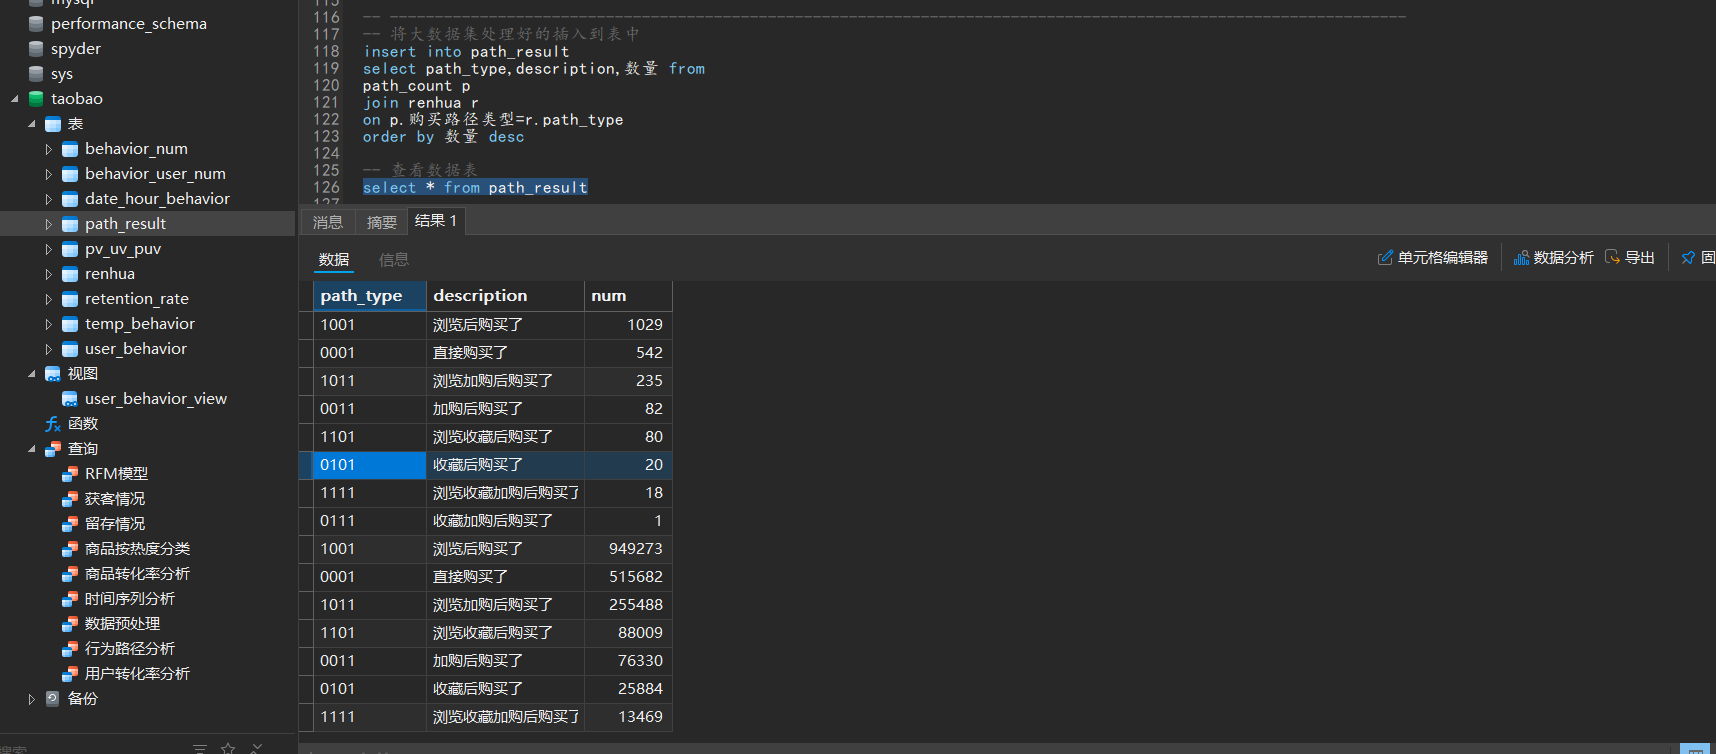 mysql
performance_schema
spyder
sys
taobao
表
behavior_num
behavior_user_num
date_hour_behavior
path_result
pv_uv_puv
renhua
retention_rate
temp_behavior
user_behavior
视图
user_behavior_view
fx 函数
查询
RFM模型
获客情况
留存情况
商品按热度分类
商品转化率分析
时间序列分析
数据预处理
行为路径分析
用户转化率分析
备份
搜索
115
116 -- --------------------------------------------------------------------------------
117 -- 将大数据集处理好的插入到表中
118 insert into path_result
119 select path_type,description,数量 from
120 path_count p
121 join renhua r
122 on p.购买路径类型=r.path_type
123 order by 数量 desc
124
125 -- 查看数据表
126 select * from path_result
127
消息 摘要 结果 1
数据 信息 单元格编辑器 数据分析 导出 固
path_type description num
1001 浏览后购买了 1029
0001 直接购买了 542
1011 浏览加购后购买了 235
0011 加购后购买了 82
1101 浏览收藏后购买了 80
0101 收藏后购买了 20
1111 浏览收藏加购后购买了 18
0111 收藏加购后购买了 1
1001 浏览后购买了 949273
0001 直接购买了 515682
1011 浏览加购后购买了 255488
1101 浏览收藏后购买了 88009
0011 加购后购买了 76330
0101 收藏后购买了 25884
1111 浏览收藏加购后购买了 13469